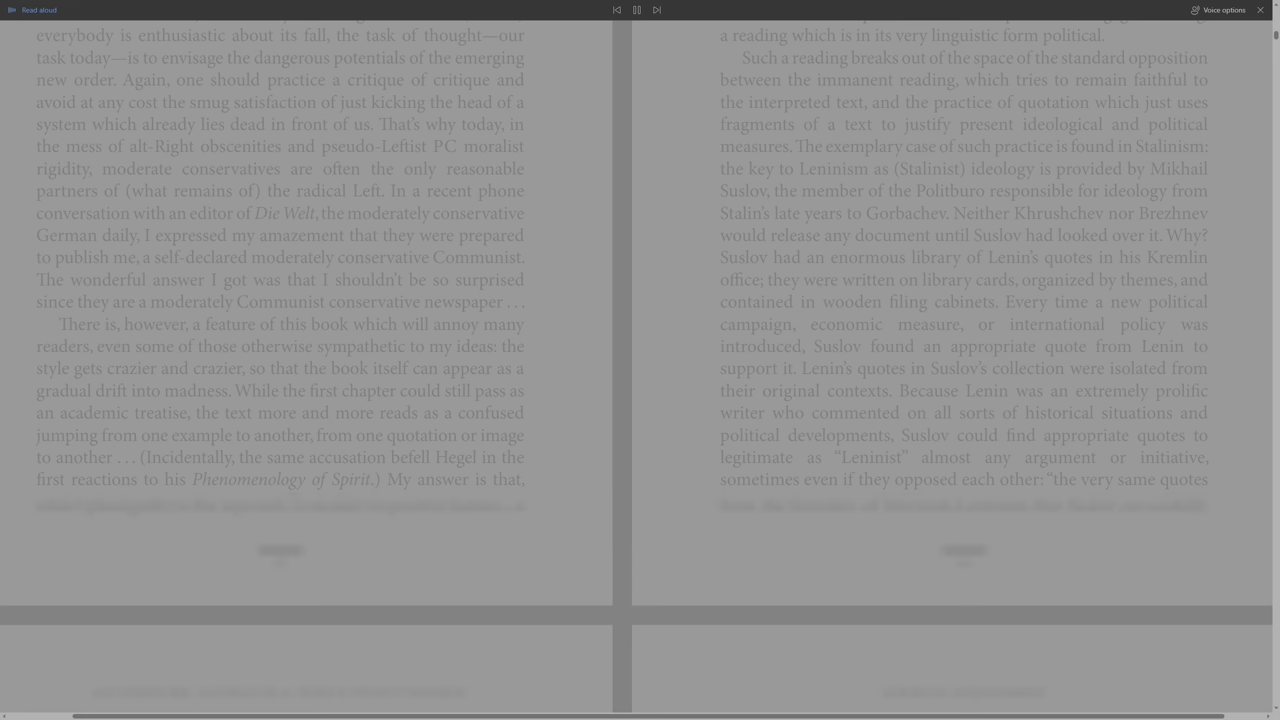 Read aloud
Voice options
everybody is enthusiastic about its fall, the task of thought—our
task today—is to envisage the dangerous potentials of the emerging
new order. Again, one should practice a critique of critique and
avoid at any cost the smug satisfaction of just kicking the head of a
system which already lies dead in front of us. That’s why today, in
the mess of alt-Right obscenities and pseudo-Leftist PC moralist
rigidity, moderate conservatives are often the only reasonable
partners of (what remains of) the radical Left. In a recent phone
conversation with an editor of Die Welt, the moderately conservative
German daily, I expressed my amazement that they were prepared
to publish me, a self-declared moderately conservative Communist.
The wonderful answer I got was that I shouldn’t be so surprised
since they are a moderately Communist conservative newspaper . . .
There is, however, a feature of this book which will annoy many
readers, even some of those otherwise sympathetic to my ideas: the
style gets crazier and crazier, so that the book itself can appear as a
gradual drift into madness. While the first chapter could still pass as
an academic treatise, the text more and more reads as a confused
jumping from one example to another, from one quotation or image
to another . . . (Incidentally, the same accusation befell Hegel in the
first reactions to his Phenomenology of Spirit.) My answer is that,
a reading which is in its very linguistic form political.
Such a reading breaks out of the space of the standard opposition
between the immanent reading, which tries to remain faithful to
the interpreted text, and the practice of quotation which just uses
fragments of a text to justify present ideological and political
measures. The exemplary case of such practice is found in Stalinism:
the key to Leninism as (Stalinist) ideology is provided by Mikhail
Suslov, the member of the Politburo responsible for ideology from
Stalin’s late years to Gorbachev. Neither Khrushchev nor Brezhnev
would release any document until Suslov had looked over it. Why?
Suslov had an enormous library of Lenin’s quotes in his Kremlin
office; they were written on library cards, organized by themes, and
contained in wooden filing cabinets. Every time a new political
campaign, economic measure, or international policy was
introduced, Suslov found an appropriate quote from Lenin to
support it. Lenin’s quotes in Suslov’s collection were isolated from
their original contexts. Because Lenin was an extremely prolific
writer who commented on all sorts of historical situations and
political developments, Suslov could find appropriate quotes to
legitimate as “Leninist” almost any argument or initiative,
sometimes even if they opposed each other: “the very same quotes